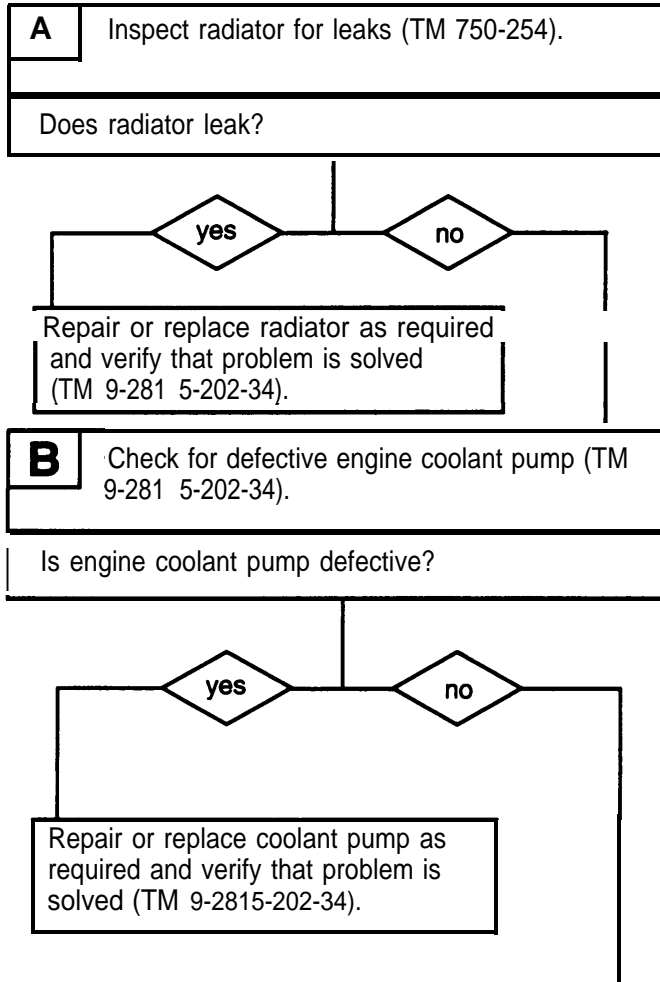 A Inspect radiator for leaks (TM 750-254).
Does radiator leak?
yes no
Repair or replace radiator as required
and verify that problem is solved
(TM 9-281 5-202-34).
B Check for defective engine coolant pump (TM
9-281 5-202-34).
Is engine coolant pump defective?
yes no
Repair or replace coolant pump as
required and verify that problem is
solved (TM 9-2815-202-34).